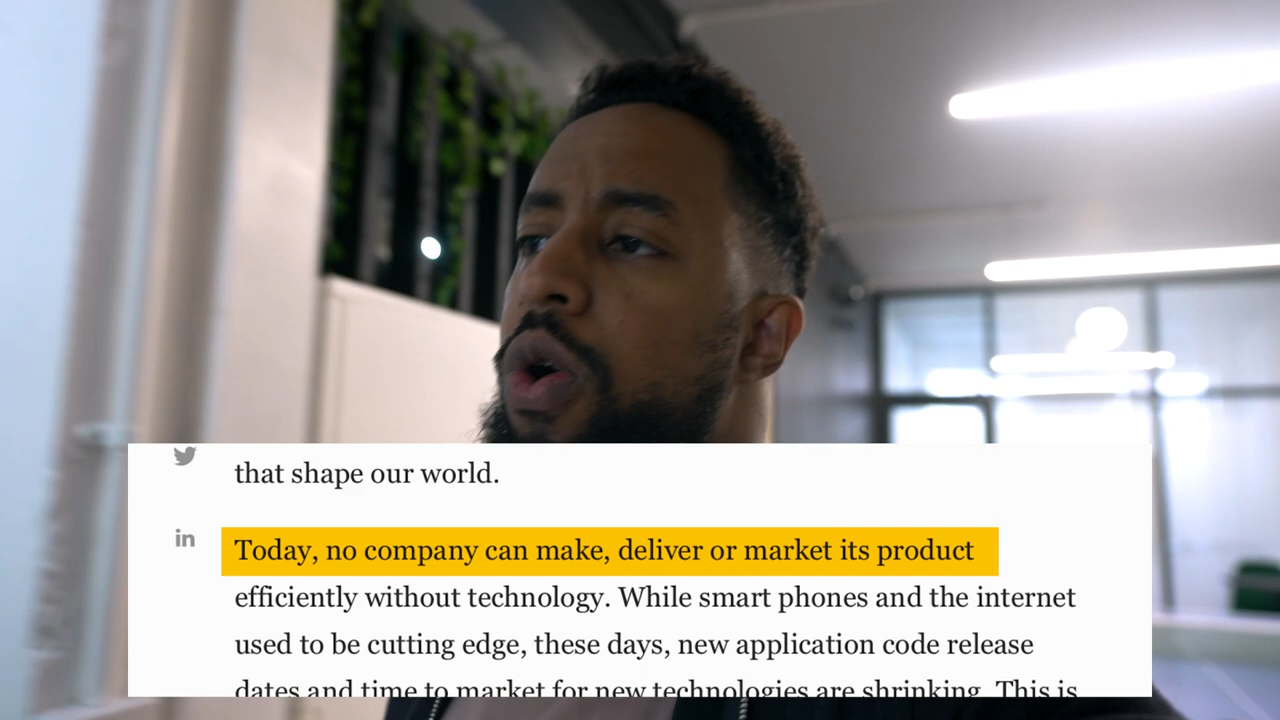 that shape our world.
in
Today, no company can make, deliver or market its product
efficiently without technology. While smart phones and the internet
used to be cutting edge, these days, new application code release
dates and time to market for new technologies are shrinking. This is